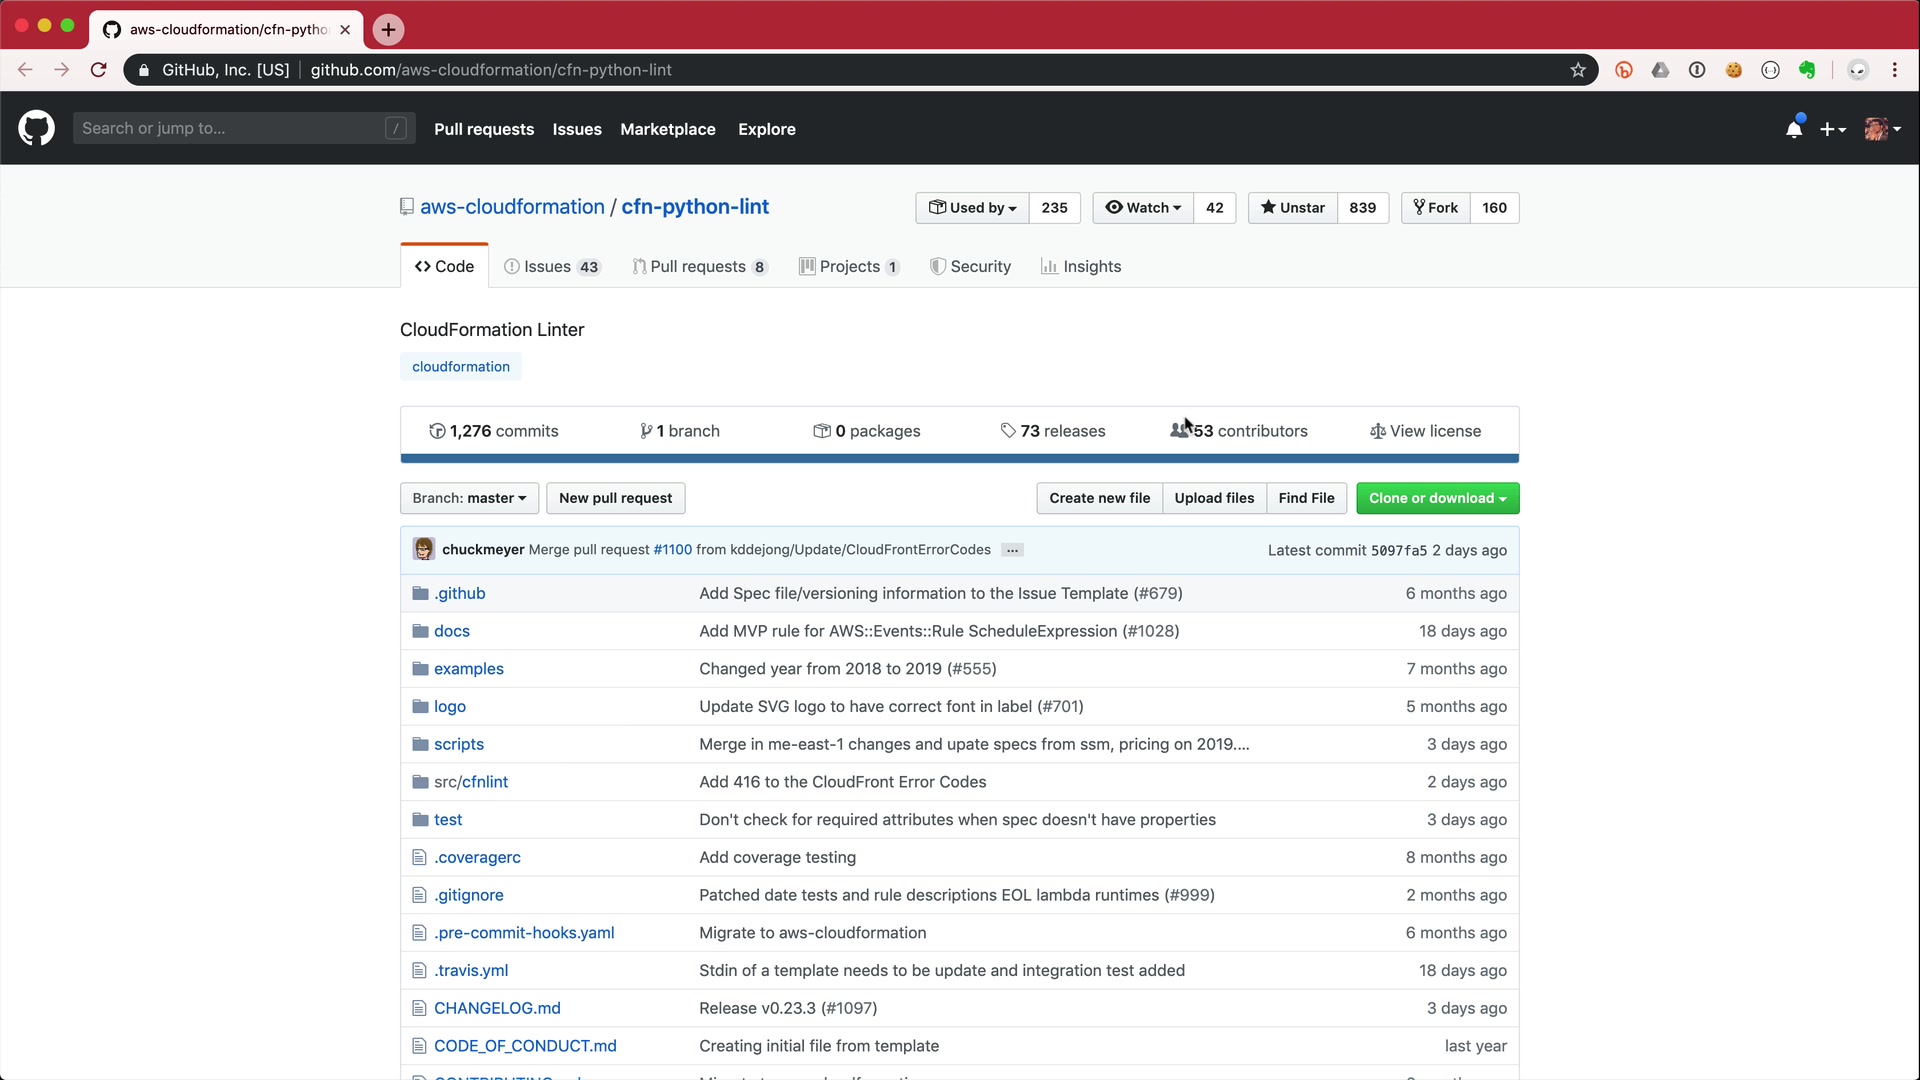 aws-cloudformation/cfn-pytho
GitHub, Inc. [US] | github.com/aws-cloudformation/cfn-python-lint
Search or jump to... / Pull requests Issues Marketplace Explore
aws-cloudformation / cfn-python-lint
Used by 235 Watch 42 Unstar 839 Fork 160
Code Issues 43 Pull requests 8 Projects 1 Security Insights
CloudFormation Linter
cloudformation
1,276 commits 1 branch 0 packages 73 releases 53 contributors View license
Branch: master New pull request Create new file Upload files Find File Clone or download
chuckmeyer Merge pull request #1100 from kddejong/Update/CloudFrontErrorCodes ... Latest commit 5097fa5 2 days ago
.github Add Spec file/versioning information to the Issue Template (#679) 6 months ago
docs Add MVP rule for AWS::Events::Rule ScheduleExpression (#1028) 18 days ago
examples Changed year from 2018 to 2019 (#555) 7 months ago
logo Update SVG logo to have correct font in label (#701) 5 months ago
scripts Merge in me-east-1 changes and upate specs from ssm, pricing on 2019.... 3 days ago
src/cfnlint Add 416 to the CloudFront Error Codes 2 days ago
test Don't check for required attributes when spec doesn't have properties 3 days ago
.coveragerc Add coverage testing 8 months ago
.gitignore Patched date tests and rule descriptions EOL lambda runtimes (#999) 2 months ago
.pre-commit-hooks.yaml Migrate to aws-cloudformation 6 months ago
.travis.yml Stdin of a template needs to be update and integration test added 18 days ago
CHANGELOG.md Release v0.23.3 (#1097) 3 days ago
CODE_OF_CONDUCT.md Creating initial file from template last year